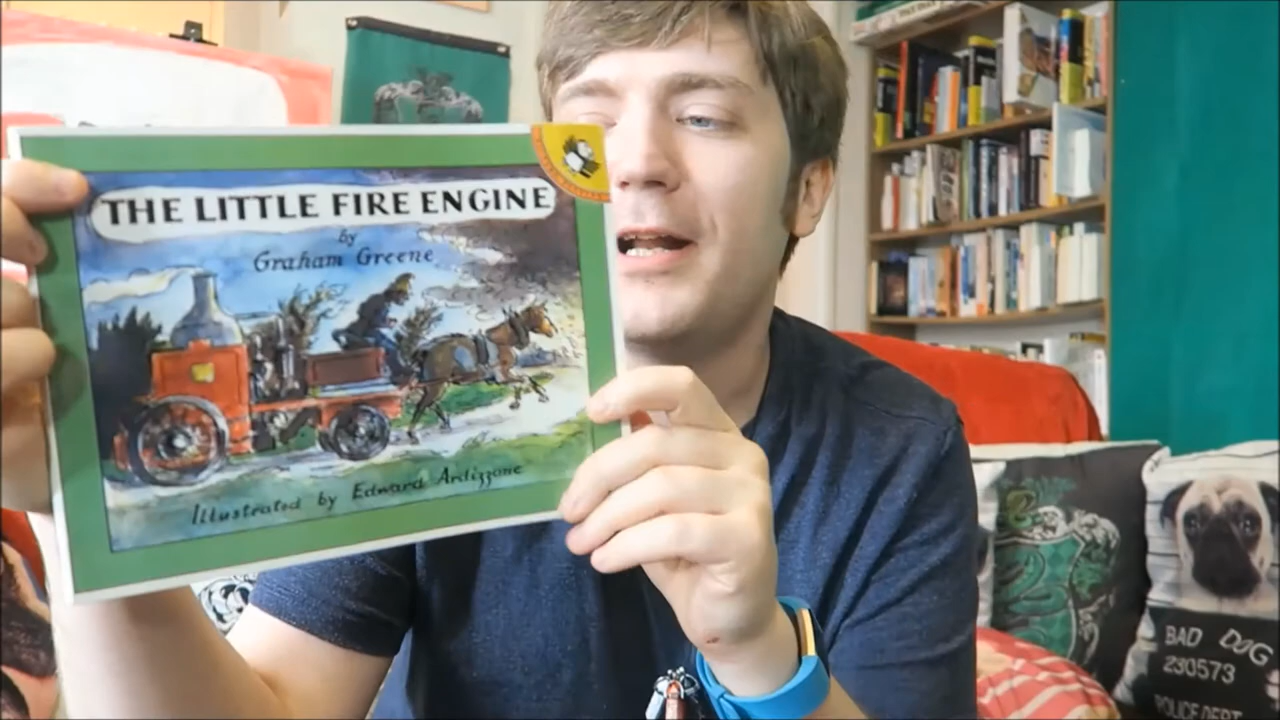 THE LITTLE FIRE ENGINE
by
Graham Greene
Illustrated by Edward Ardizzone
BAD DOG
230573
POLICE DEPT